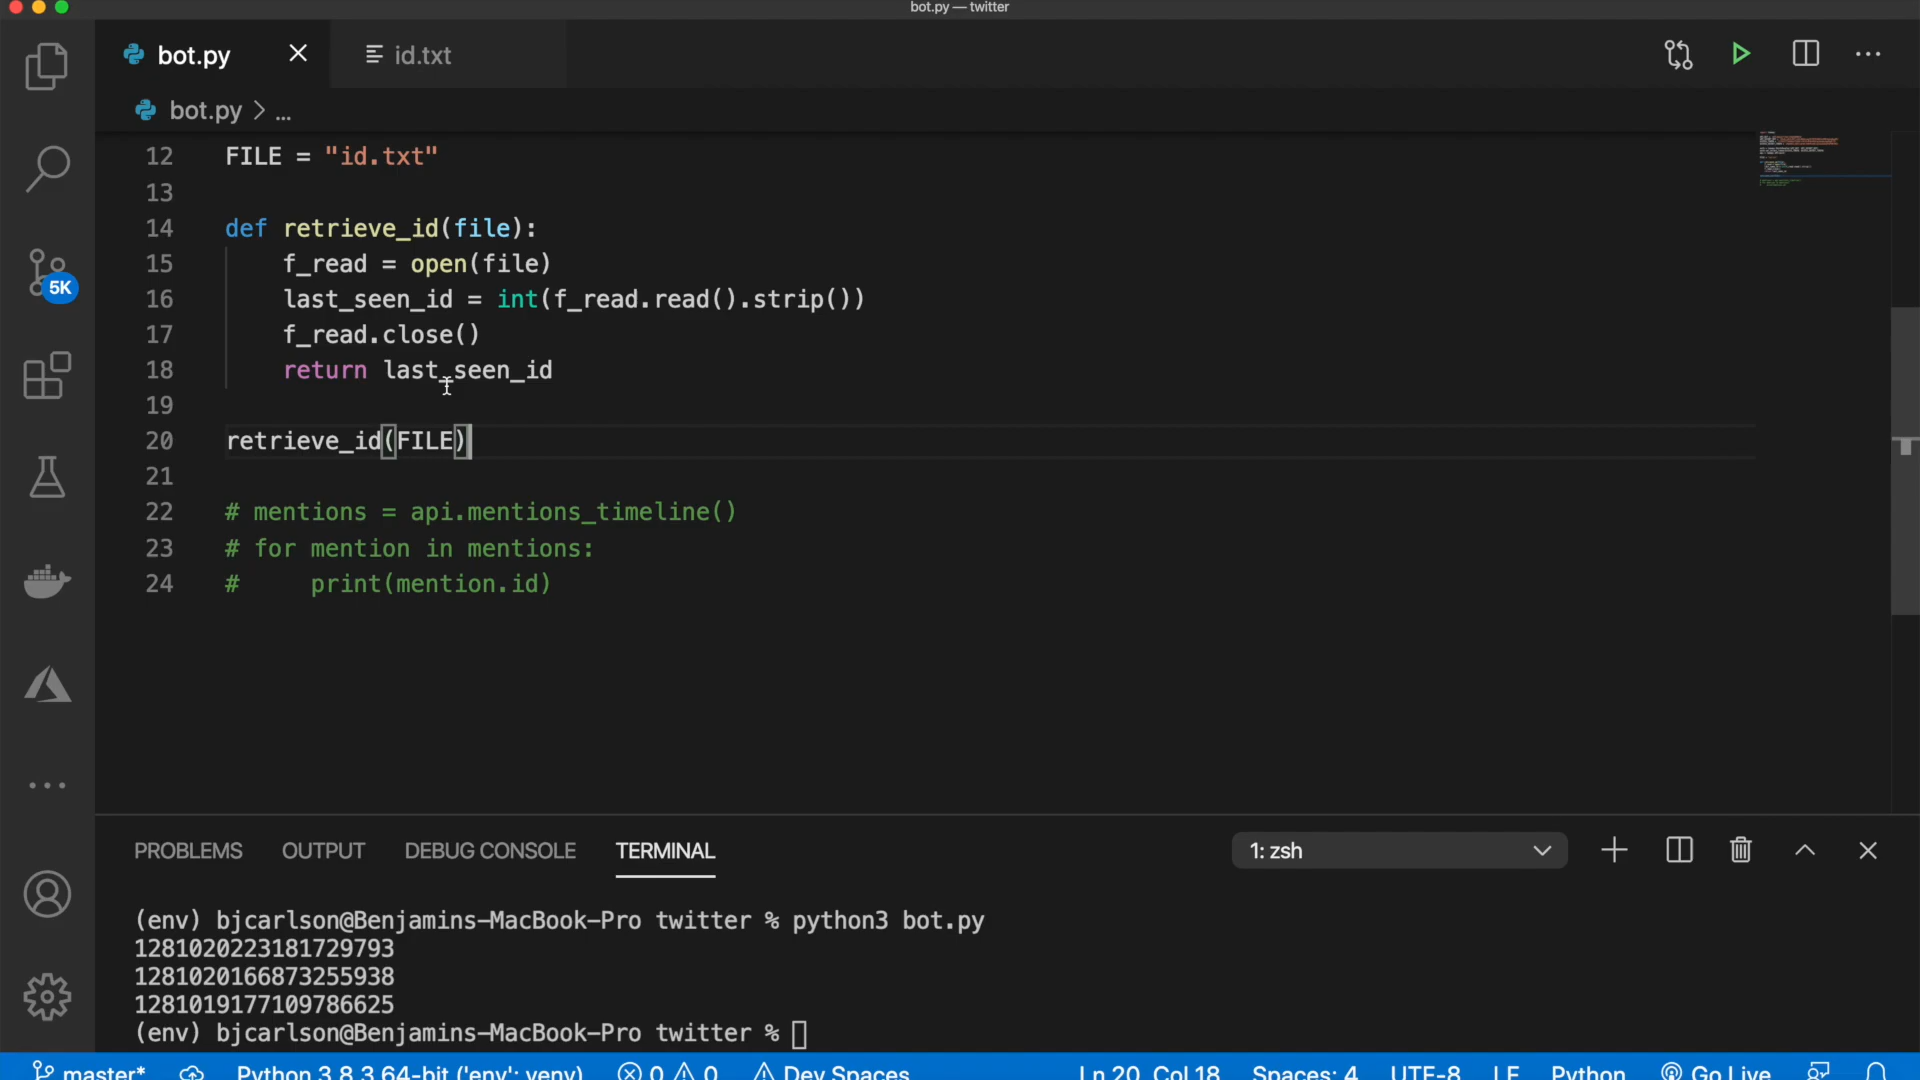 bot.py — twitter
bot.py
id.txt
bot.py > ...
12 FILE = "id.txt"
13
14 def retrieve_id(file):
15 f_read = open(file)
16 last_seen_id = int(f_read.read().strip())
17 f_read.close()
18 return last_seen_id
19
20 retrieve_id(FILE)
21
22 # mentions = api.mentions_timeline()
23 # for mention in mentions:
24 #     print(mention.id)
5K
PROBLEMS OUTPUT DEBUG CONSOLE TERMINAL 1: zsh
(env) bjcarlson@Benjamins-MacBook-Pro twitter % python3 bot.py
1281020223181729793
1281020166873255938
1281019177109786625
(env) bjcarlson@Benjamins-MacBook-Pro twitter %
master* Python 3.8.3 64-bit ('env': venv) 0 0 Dev Spaces Ln 20, Col 18 Spaces: 4 UTF-8 LF Python Go Live